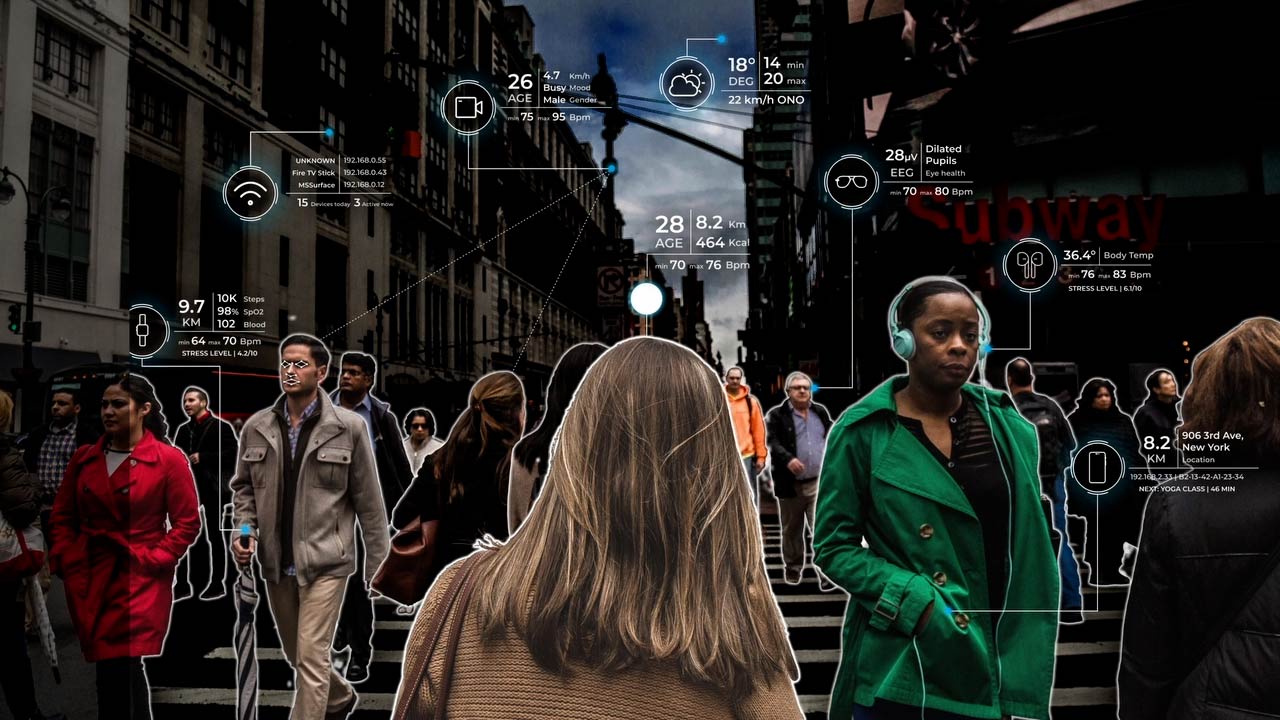 18° 14 min
DEG 20 max
22 km/h ONO
26 4.7 Km/h
AGE Busy Mood
Male Gender
min 75 max 95 Bpm
UNKNOWN 192.168.0.55
Fire TV Stick 192.168.0.43
MSSurface 192.168.0.12
15 Devices today 3 Active now
28µV Dilated Pupils
EEG Eye health
min 70 max 80 Bpm
Subway
28 8.2 Km
AGE 464 Kcal
min 70 max 76 Bpm
36.4° Body Temp
min 76 max 83 Bpm
STRESS LEVEL | 6.1/10
9.7 10K Steps
KM 98% SpO2
102 Blood
min 64 max 70 Bpm
STRESS LEVEL | 4.2/10
8.2 906 3rd Ave,
KM New York
Location
192.168.2.33 | B2-13-42-A1-23-34
NEXT: YOGA CLASS | 46 MIN